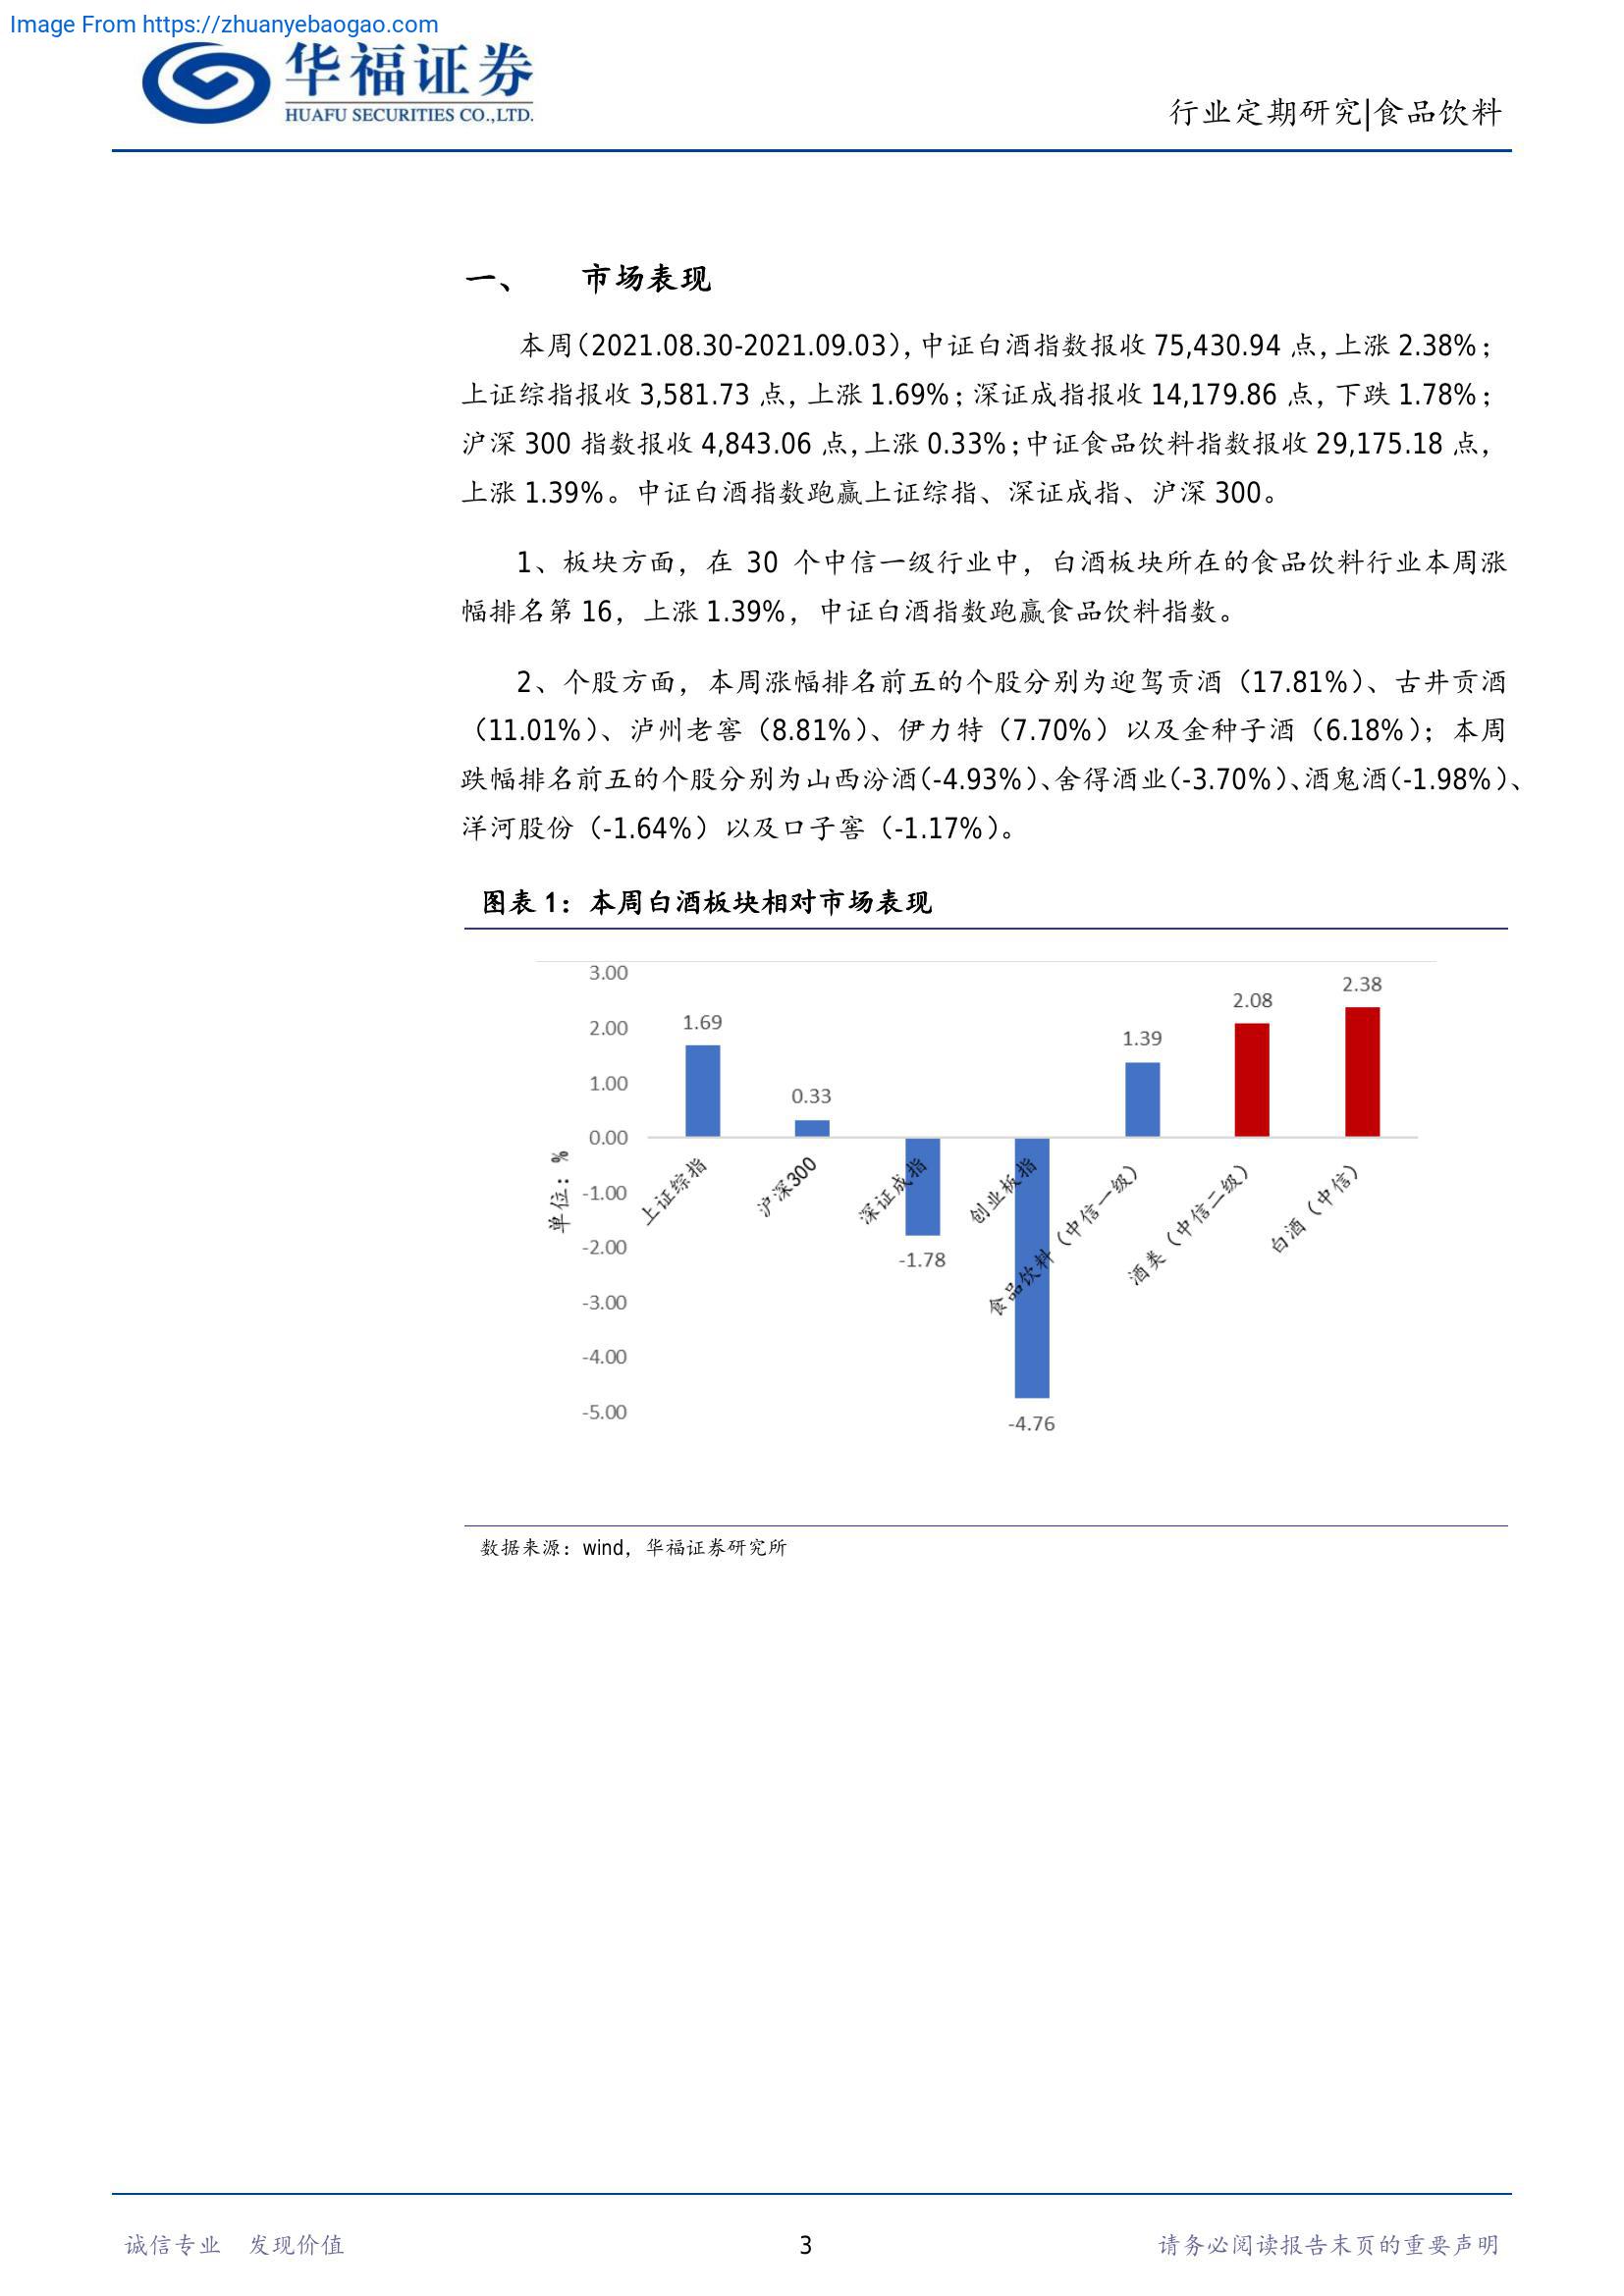 Image From https://zhuanyebaogao.com
华福证券
HUAFU SECURITIES CO.,LTD.
行业定期研究|食品饮料
一、 市场表现
本周(2021.08.30-2021.09.03),中证白酒指数报收 75,430.94 点,上涨 2.38%;
上证综指报收 3,581.73 点,上涨 1.69%;深证成指报收 14,179.86 点,下跌 1.78%;
沪深 300 指数报收 4,843.06 点,上涨 0.33%;中证食品饮料指数报收 29,175.18 点,
上涨 1.39%。中证白酒指数跑赢上证综指、深证成指、沪深 300。
1、板块方面,在 30 个中信一级行业中,白酒板块所在的食品饮料行业本周涨
幅排名第 16,上涨 1.39%,中证白酒指数跑赢食品饮料指数。
2、个股方面,本周涨幅排名前五的个股分别为迎驾贡酒(17.81%)、古井贡酒
(11.01%)、泸州老窖(8.81%)、伊力特(7.70%)以及金种子酒(6.18%);本周
跌幅排名前五的个股分别为山西汾酒(-4.93%)、舍得酒业(-3.70%)、酒鬼酒(-1.98%)、
洋河股份(-1.64%)以及口子窖(-1.17%)。
图表 1:本周白酒板块相对市场表现
3.00
2.00
1.00
0.00
-1.00
-2.00
-3.00
-4.00
-5.00
单位:%
1.69
0.33
-1.78
-4.76
1.39
2.08
2.38
上证综指
沪深300
深证成指
创业板指
食品饮料(中信一级)
酒类(中信二级)
白酒(中信)
数据来源:wind,华福证券研究所
诚信专业 发现价值
3
请务必阅读报告末页的重要声明